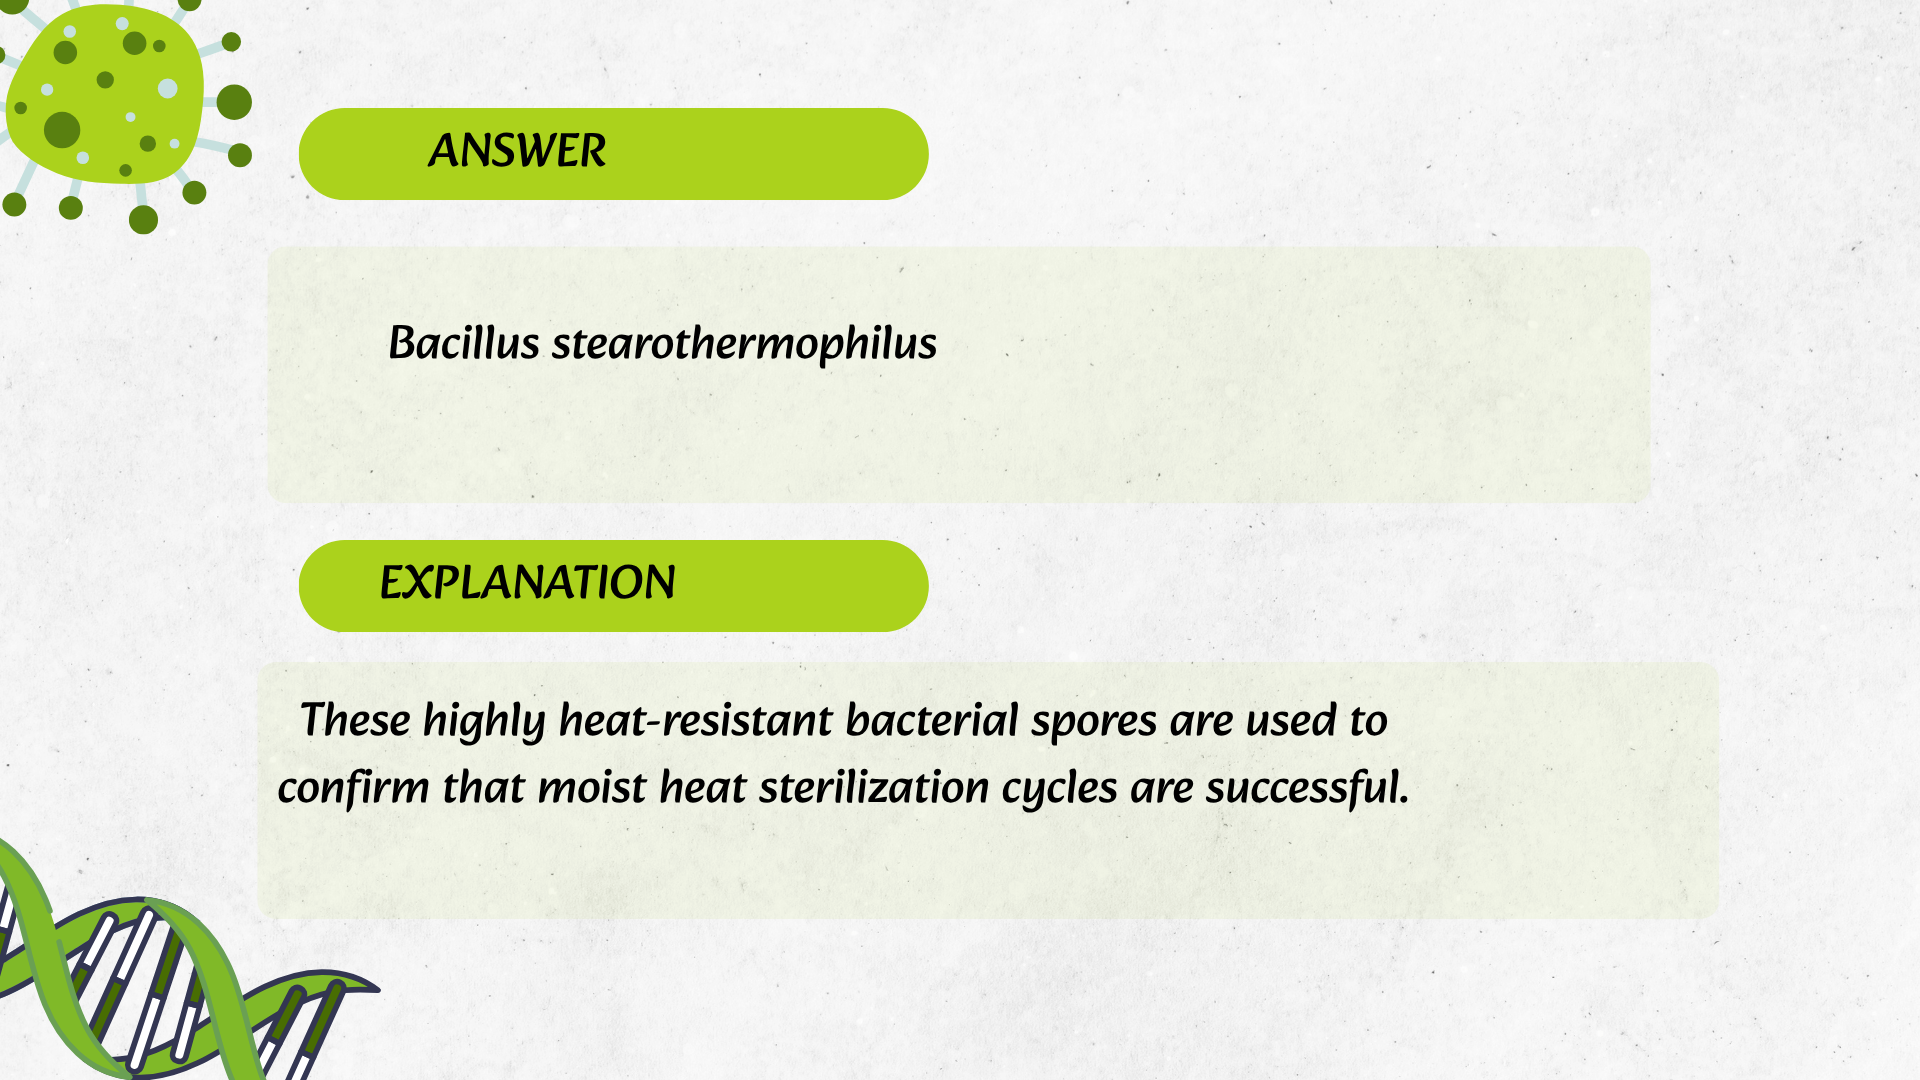 ANSWER
Bacillus stearothermophilus
EXPLANATION
These highly heat-resistant bacterial spores are used to
confirm that moist heat sterilization cycles are successful.